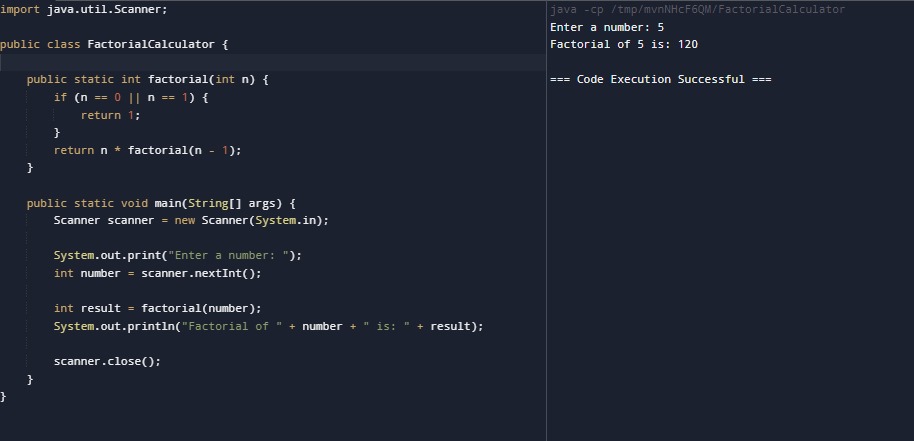 import java.util.Scanner;
public class FactorialCalculator {
public static int factorial(int n) {
if (n == 0 || n == 1) {
return 1;
}
return n * factorial(n - 1);
}
public static void main(String[] args) {
Scanner scanner = new Scanner(System.in);
System.out.print("Enter a number: ");
int number = scanner.nextInt();
int result = factorial(number);
System.out.println("Factorial of " + number + " is: " + result);
scanner.close();
}
}
java -cp /tmp/mvnNHcF6QM/FactorialCalculator
Enter a number: 5
Factorial of 5 is: 120
=== Code Execution Successful ===